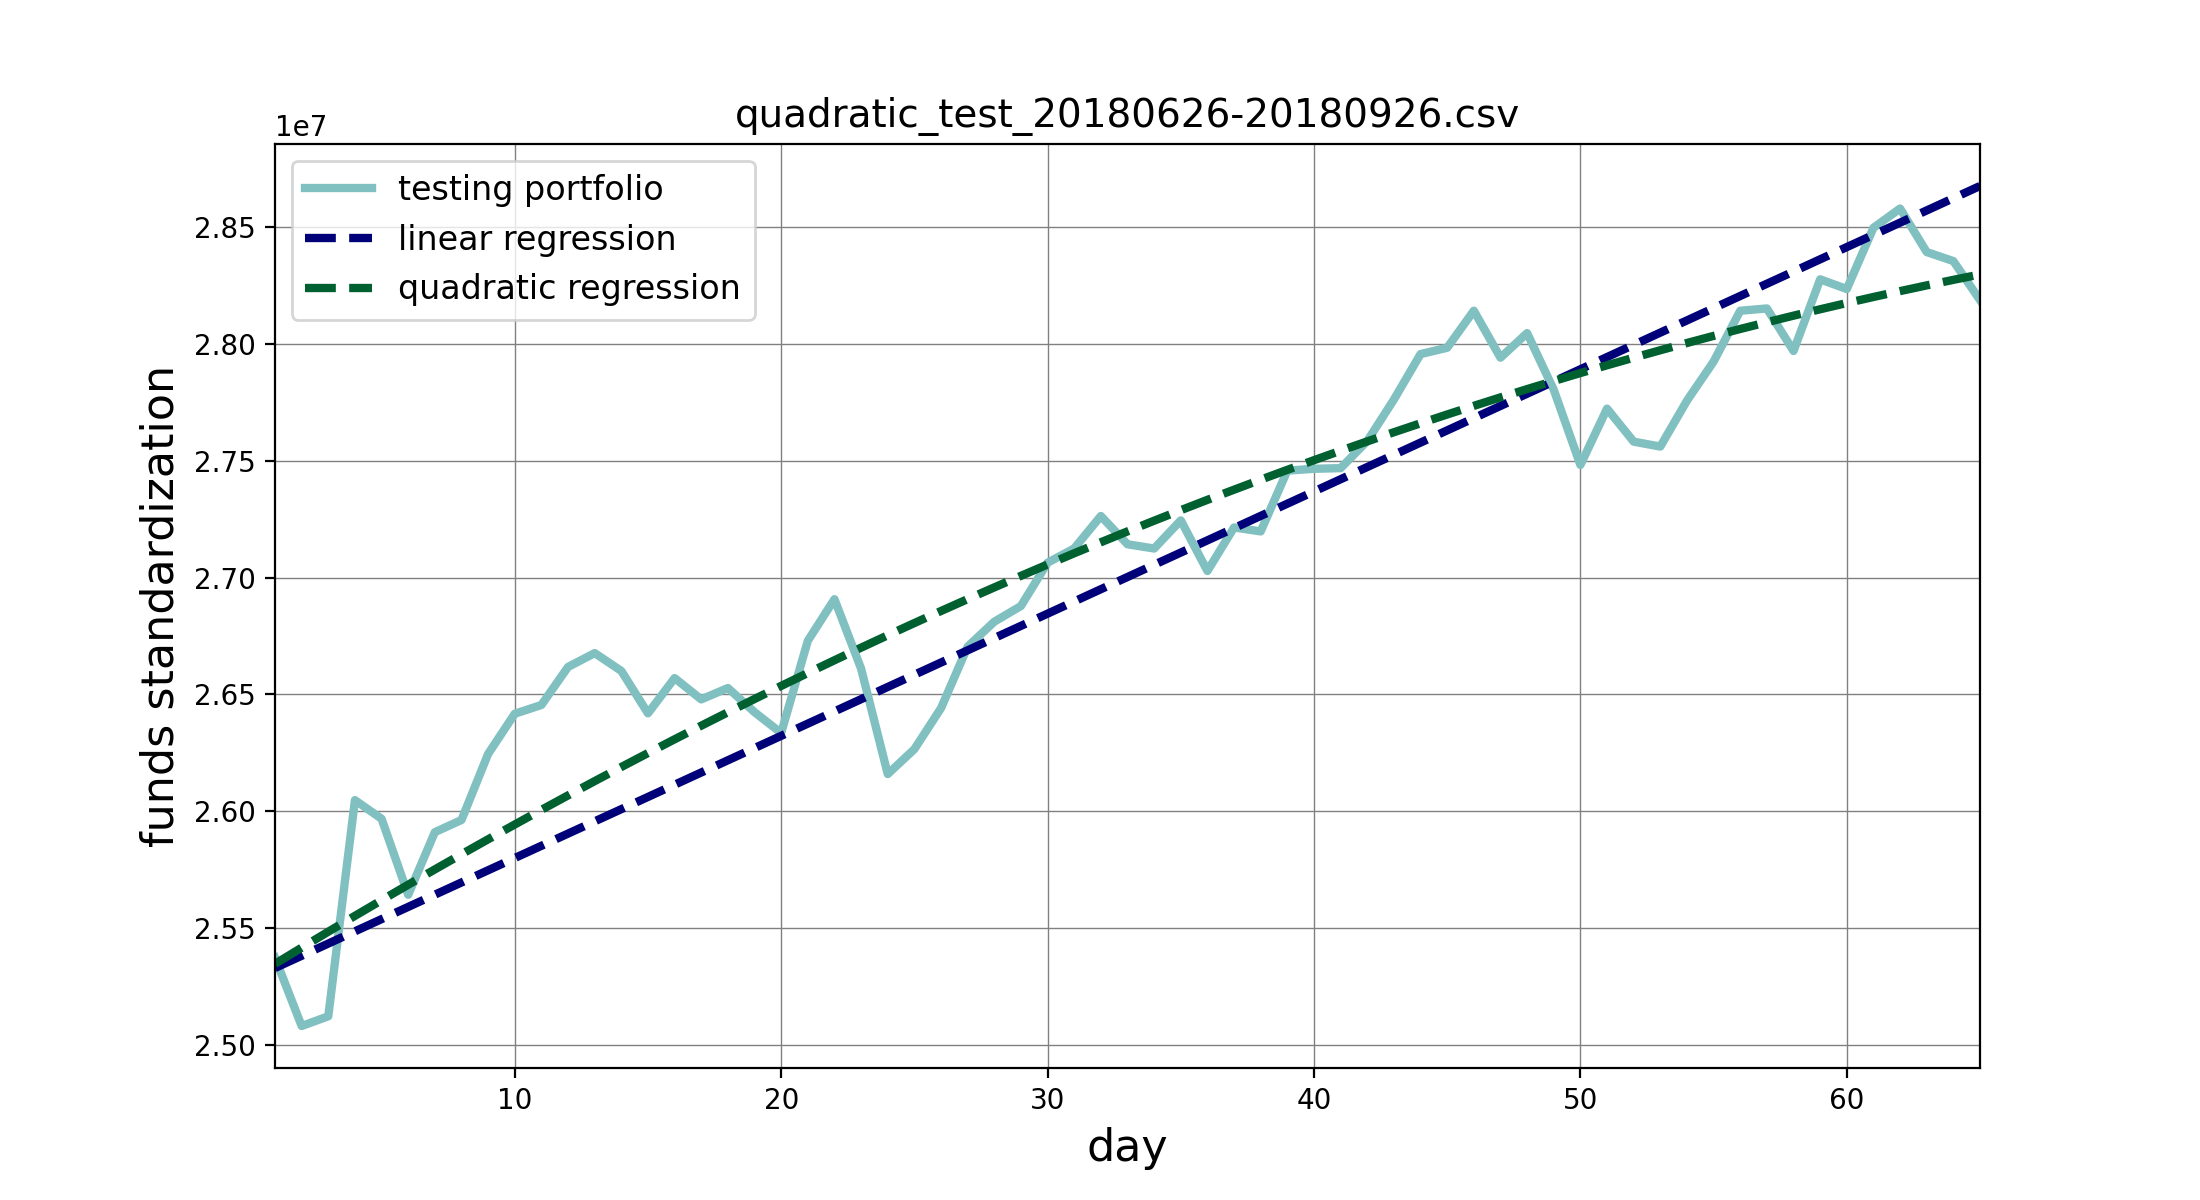 quadratic_test_20180626-20180926.csv
1e7
testing portfolio
linear regression
quadratic regression
2.85
2.80
2.75
2.70
2.65
2.60
2.55
2.50
funds standardization
10 20 30 40 50 60
day